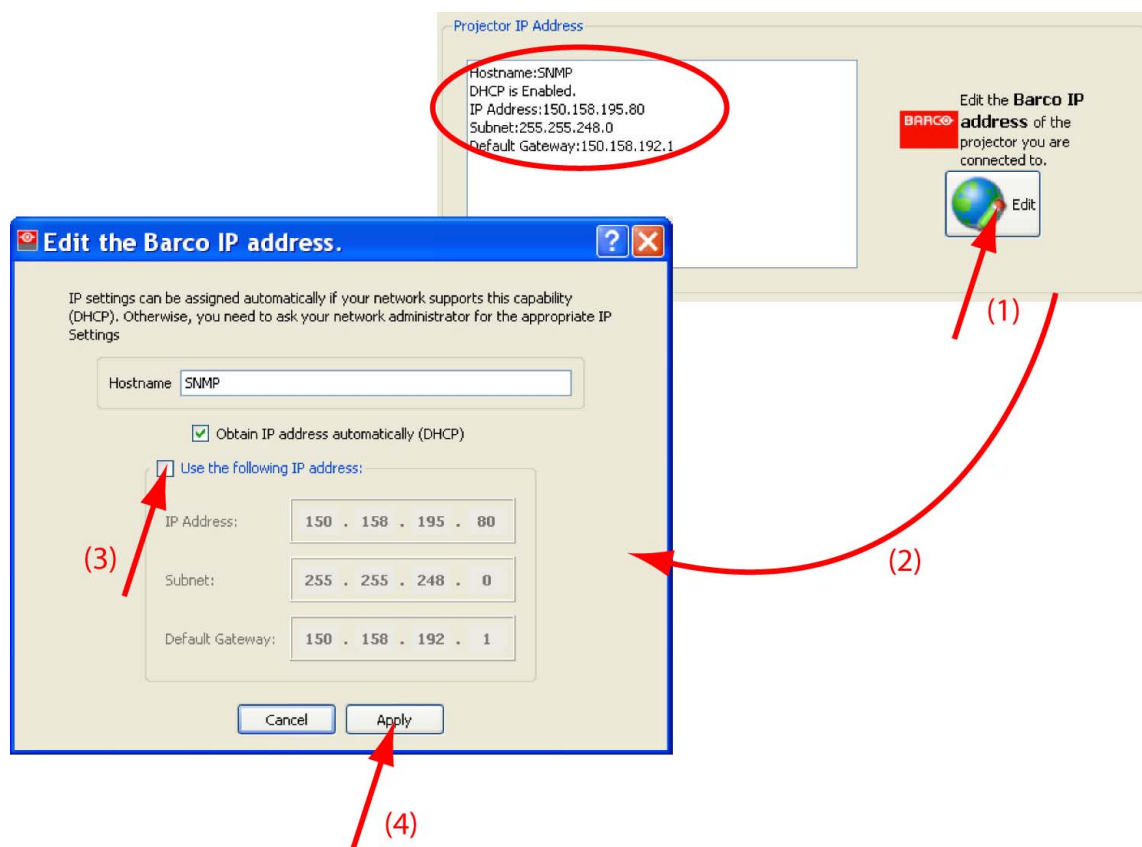 Projector IP Address
Hostname:SNMP
DHCP is Enabled.
IP Address:150.158.195.80
Subnet:255.255.248.0
Default Gateway:150.158.192.1
BARCO
Edit the Barco IP
address of the
projector you are
connected to.
Edit
(1)
Edit the Barco IP address.
IP settings can be assigned automatically if your network supports this capability
(DHCP). Otherwise, you need to ask your network administrator for the appropriate IP
Settings
Hostname SNMP
Obtain IP address automatically (DHCP)
Use the following IP address:
IP Address: 150 . 158 . 195 . 80
(3)
(2)
Subnet: 255 . 255 . 248 . 0
Default Gateway: 150 . 158 . 192 . 1
Cancel Apply
(4)